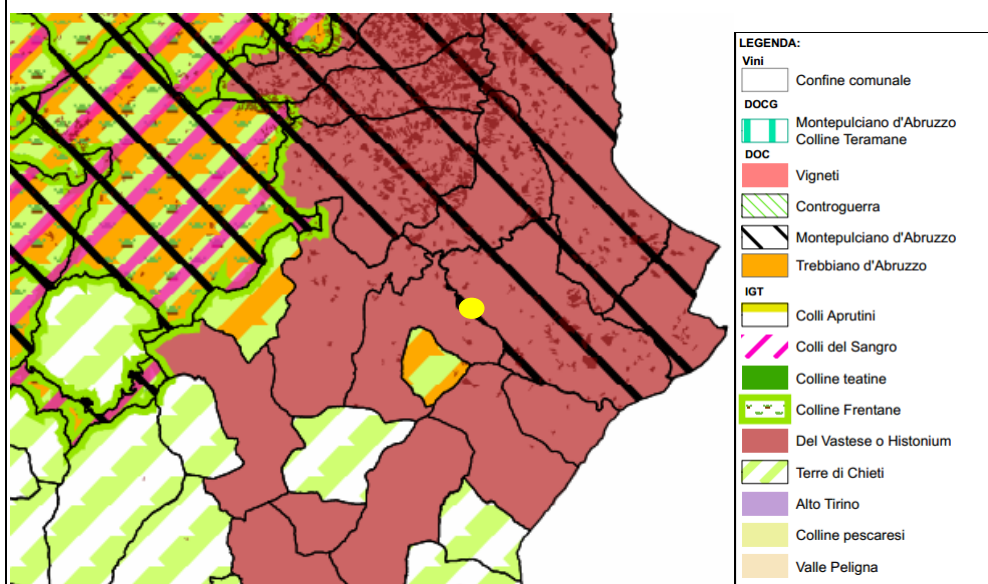 LEGENDA:
Vini
Confine comunale
DOCG
Montepulciano d'Abruzzo
Colline Teramane
DOC
Vigneti
Controguerra
Montepulciano d'Abruzzo
Trebbiano d'Abruzzo
IGT
Colli Aprutini
Colli del Sangro
Colline teatine
Colline Frentane
Del Vastese o Histonium
Terre di Chieti
Alto Tirino
Colline pescaresi
Valle Peligna